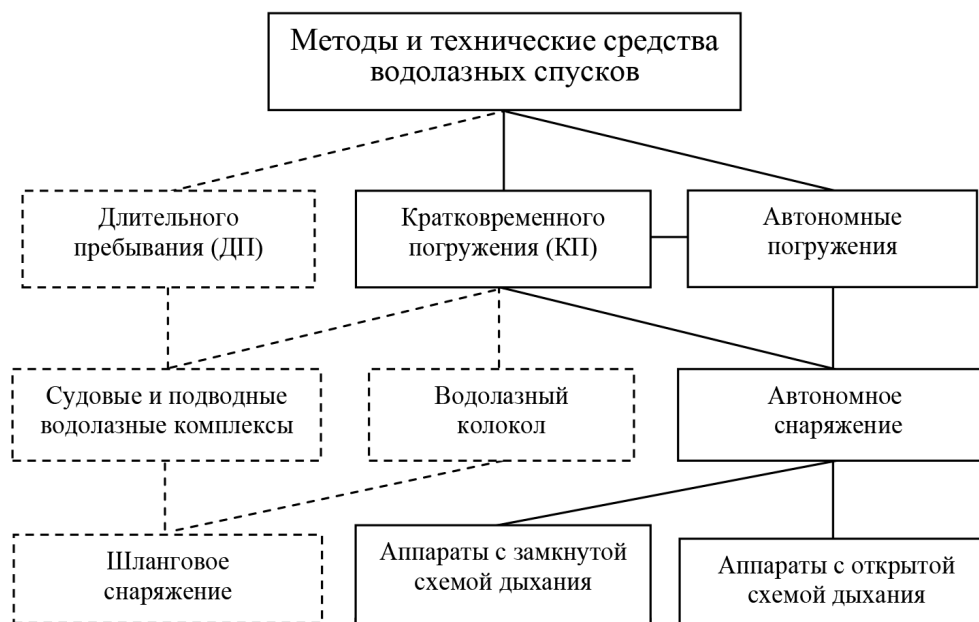 Методы и технические средства
водолазных спусков
Длительного
пребывания (ДП)
Кратковременного
погружения (КП)
Автономные
погружения
Судовые и подводные
водолазные комплексы
Водолазный
колокол
Автономное
снаряжение
Шланговое
снаряжение
Аппараты с замкнутой
схемой дыхания
Аппараты с открытой
схемой дыхания